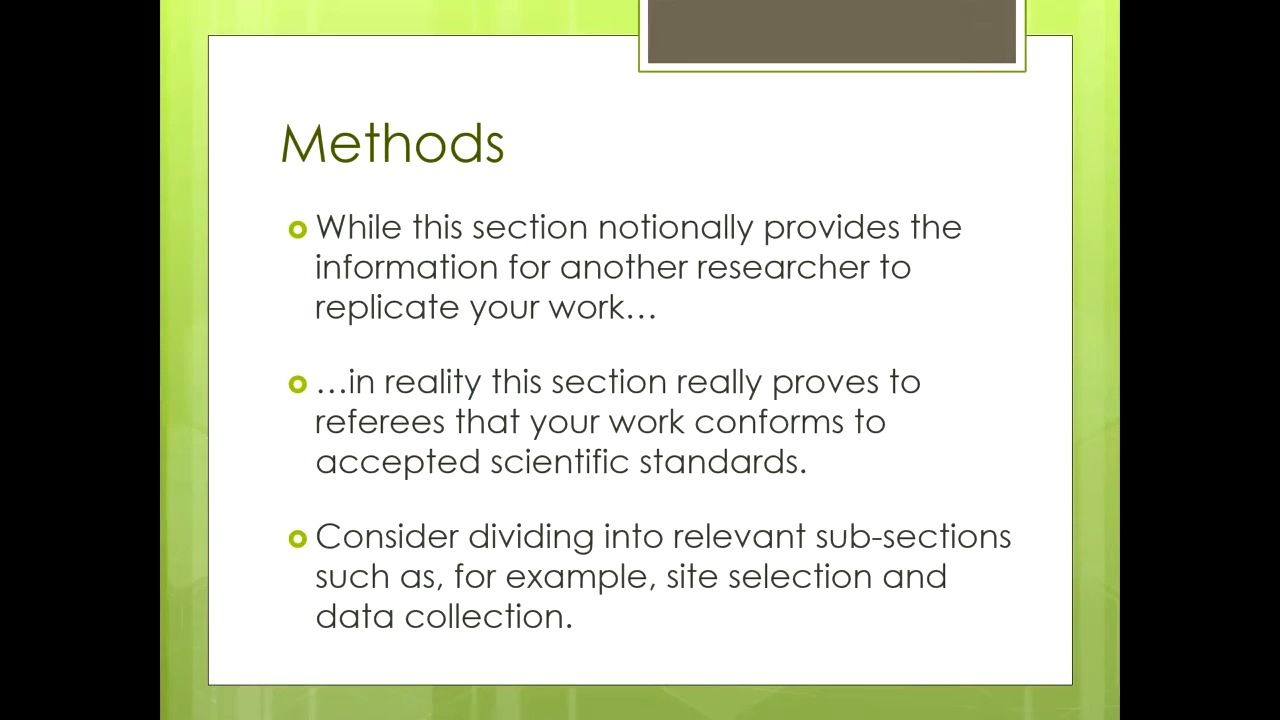 Methods
While this section notionally provides the
information for another researcher to
replicate your work…
…in reality this section really proves to
referees that your work conforms to
accepted scientific standards.
Consider dividing into relevant sub-sections
such as, for example, site selection and
data collection.